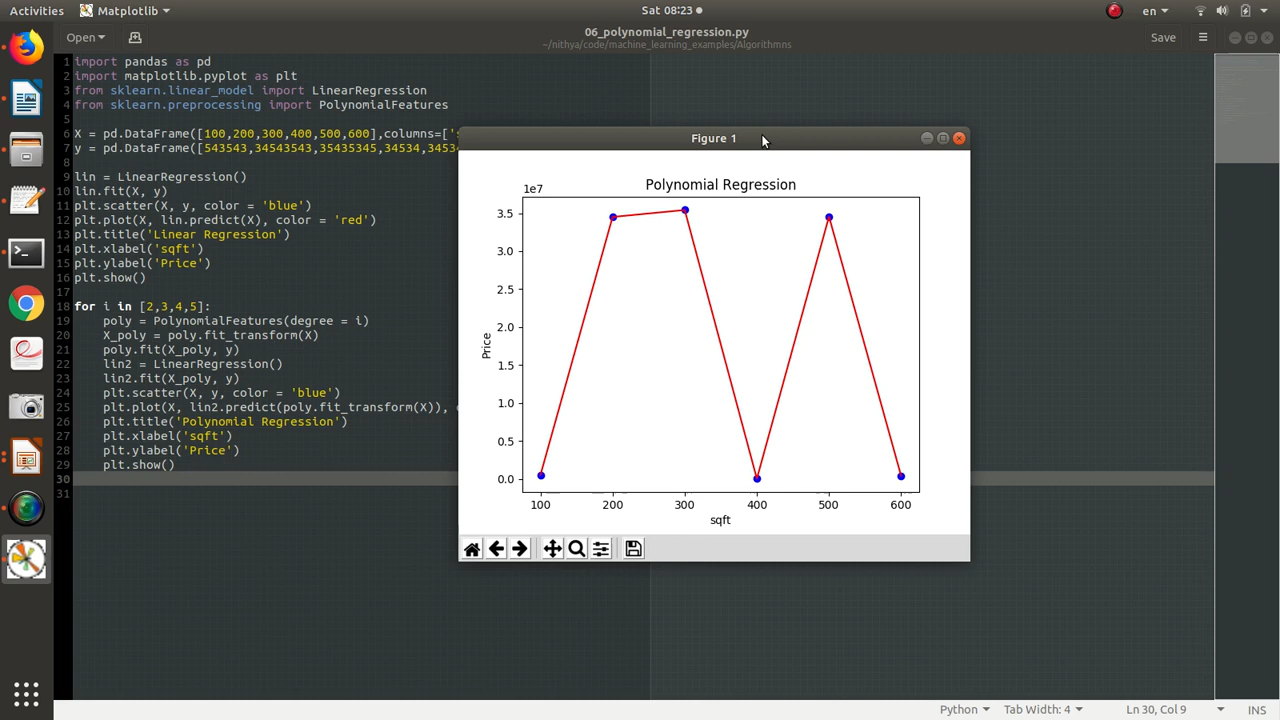 Activities Matplotlib Sat 08:23 en
Open 06_polynomial_regression.py Save
~/nithya/code/machine_learning_examples/Algorithmns
1 import pandas as pd
2 import matplotlib.pyplot as plt
3 from sklearn.linear_model import LinearRegression
4 from sklearn.preprocessing import PolynomialFeatures
5
6 X = pd.DataFrame([100,200,300,400,500,600],columns=['
7 y = pd.DataFrame([543543,34543543,35435345,34534,3453
8
9 lin = LinearRegression()
10 lin.fit(X, y)
11 plt.scatter(X, y, color = 'blue')
12 plt.plot(X, lin.predict(X), color = 'red')
13 plt.title('Linear Regression')
14 plt.xlabel('sqft')
15 plt.ylabel('Price')
16 plt.show()
17
18 for i in [2,3,4,5]:
19 poly = PolynomialFeatures(degree = i)
20 X_poly = poly.fit_transform(X)
21 poly.fit(X_poly, y)
22 lin2 = LinearRegression()
23 lin2.fit(X_poly, y)
24 plt.scatter(X, y, color = 'blue')
25 plt.plot(X, lin2.predict(poly.fit_transform(X)),
26 plt.title('Polynomial Regression')
27 plt.xlabel('sqft')
28 plt.ylabel('Price')
29 plt.show()
30
31
Figure 1
Polynomial Regression
1e7
3.5
3.0
2.5
2.0
1.5
1.0
0.5
0.0
Price
100 200 300 400 500 600
sqft
Python Tab Width: 4 Ln 30, Col 9 INS